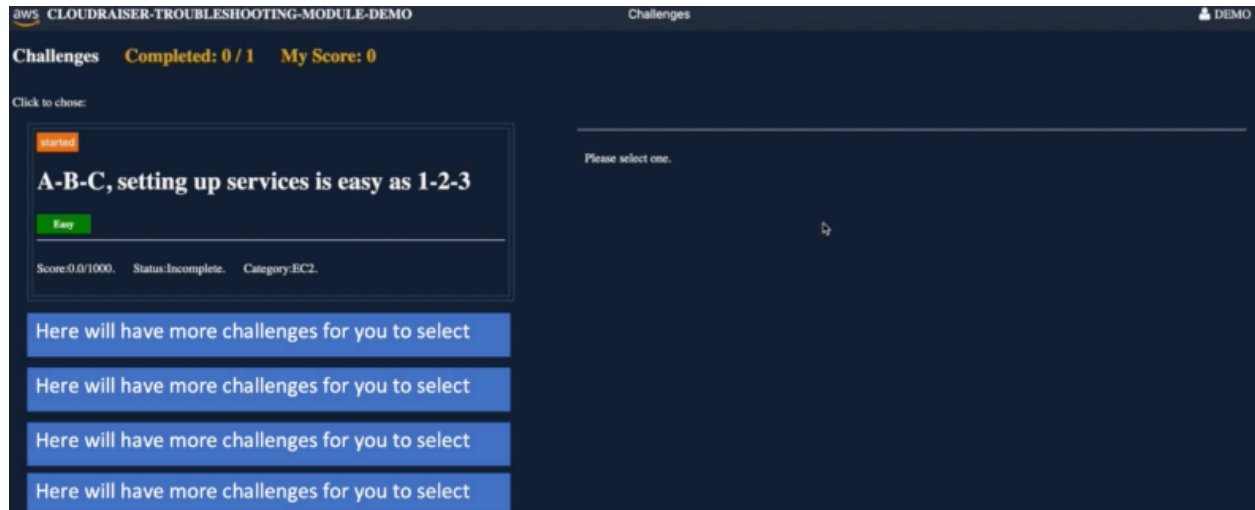 aws CLOUDRAISER-TROUBLESHOOTING-MODULE-DEMO Challenges DEMO
Challenges Completed: 0 / 1 My Score: 0
Click to chose:
started
A-B-C, setting up services is easy as 1-2-3
Easy
Score:0.0/1000. Status:Incomplete. Category:EC2.
Please select one.
Here will have more challenges for you to select
Here will have more challenges for you to select
Here will have more challenges for you to select
Here will have more challenges for you to select